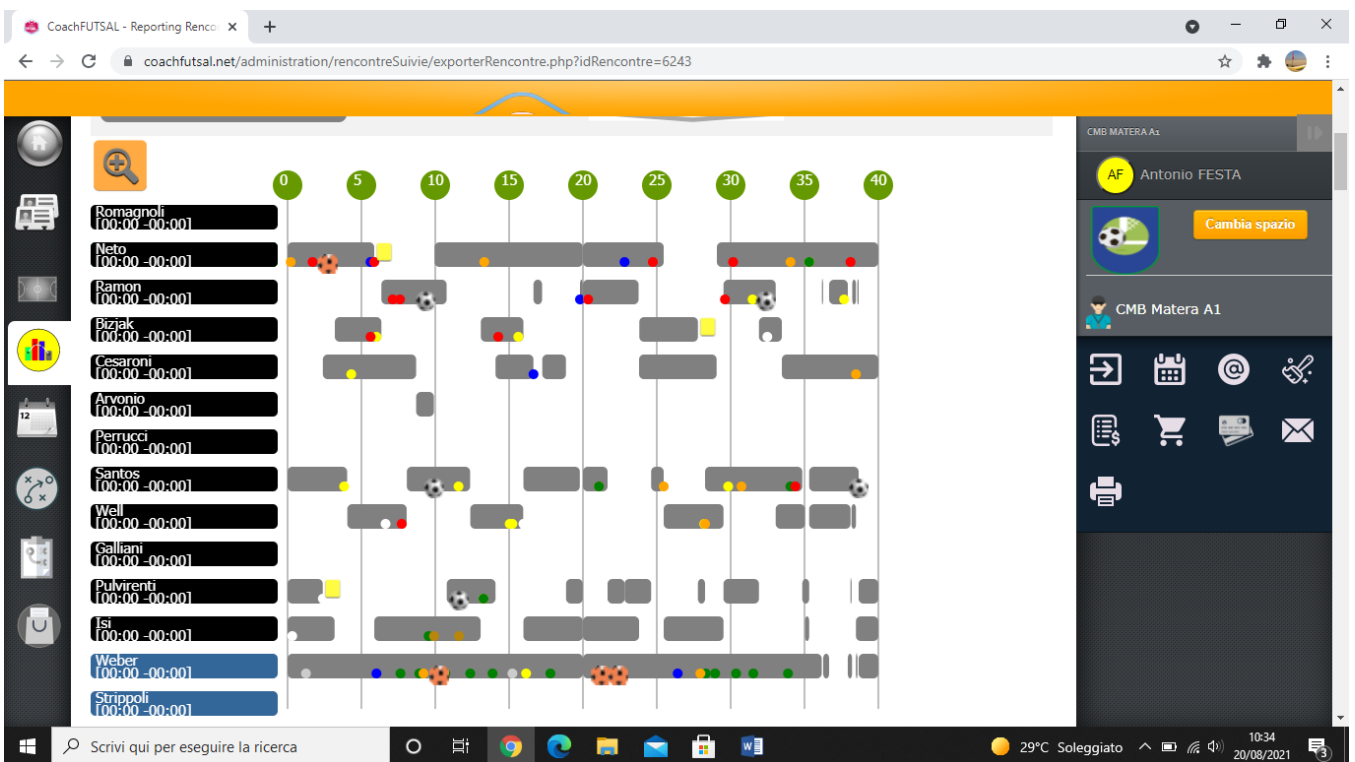 CoachFUTSAL - Reporting Renco
coachfutsal.net/administration/rencontreSuivie/exporterRencontre.php?idRencontre=6243
CMB MATERA A1
AF Antonio FESTA
Cambia spazio
CMB Matera A1
0 5 10 15 20 25 30 35 40
Romagnoli
[00:00 -00:00]
Neto
[00:00 -00:00]
Ramon
[00:00 -00:00]
Bizjak
[00:00 -00:00]
Cesaroni
[00:00 -00:00]
Arvonio
[00:00 -00:00]
Perrucci
[00:00 -00:00]
Santos
[00:00 -00:00]
Well
[00:00 -00:00]
Galliani
[00:00 -00:00]
Pulvirenti
[00:00 -00:00]
Isi
[00:00 -00:00]
Weber
[00:00 -00:00]
Strippoli
[00:00 -00:00]
12
Scrivi qui per eseguire la ricerca
29°C Soleggiato
10:34
20/08/2021
3